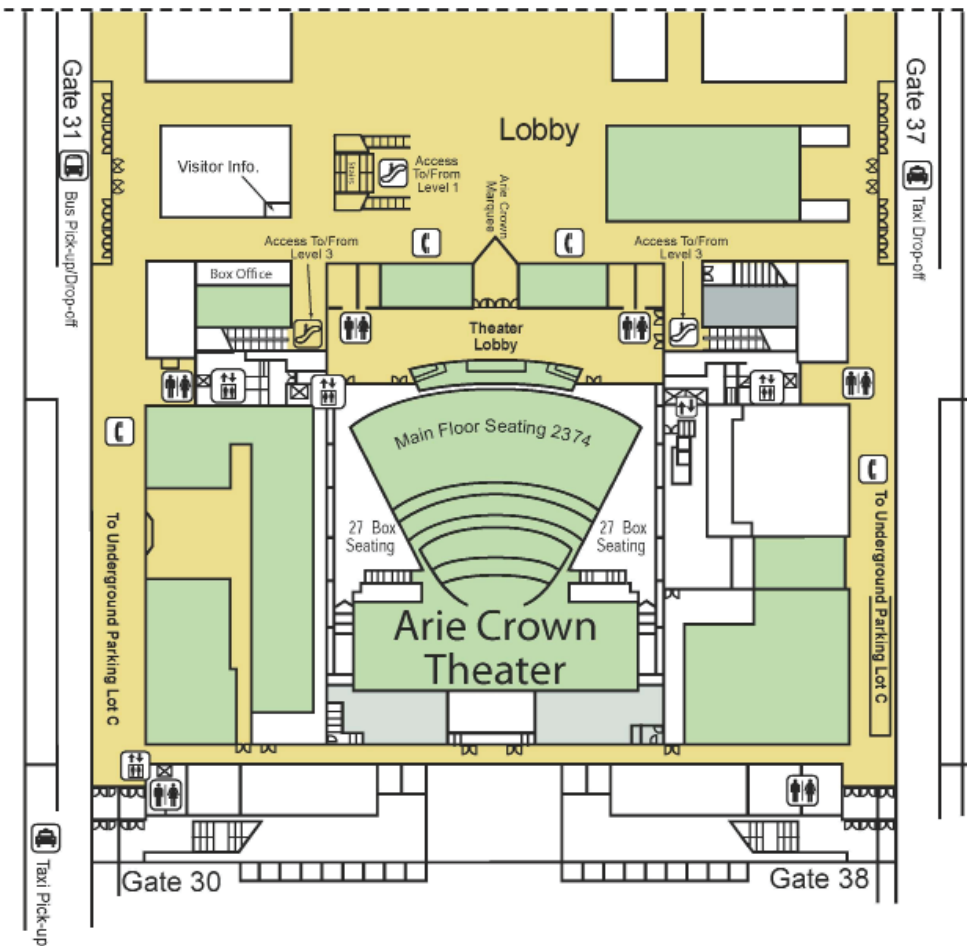 Gate 31
Bus Pick-up/Drop-off
Gate 37
Taxi Drop-off
Lobby
Visitor Info.
Stairs
Access
To/From
Level 1
Arie Crown
Marquee
Access To/From
Level 3
Access To/From
Level 3
Box Office
Theater
Lobby
Main Floor Seating 2374
27 Box
Seating
27 Box
Seating
Arie Crown
Theater
To Underground Parking Lot C
To Underground Parking Lot C
Gate 30
Gate 38
Taxi Pick-up